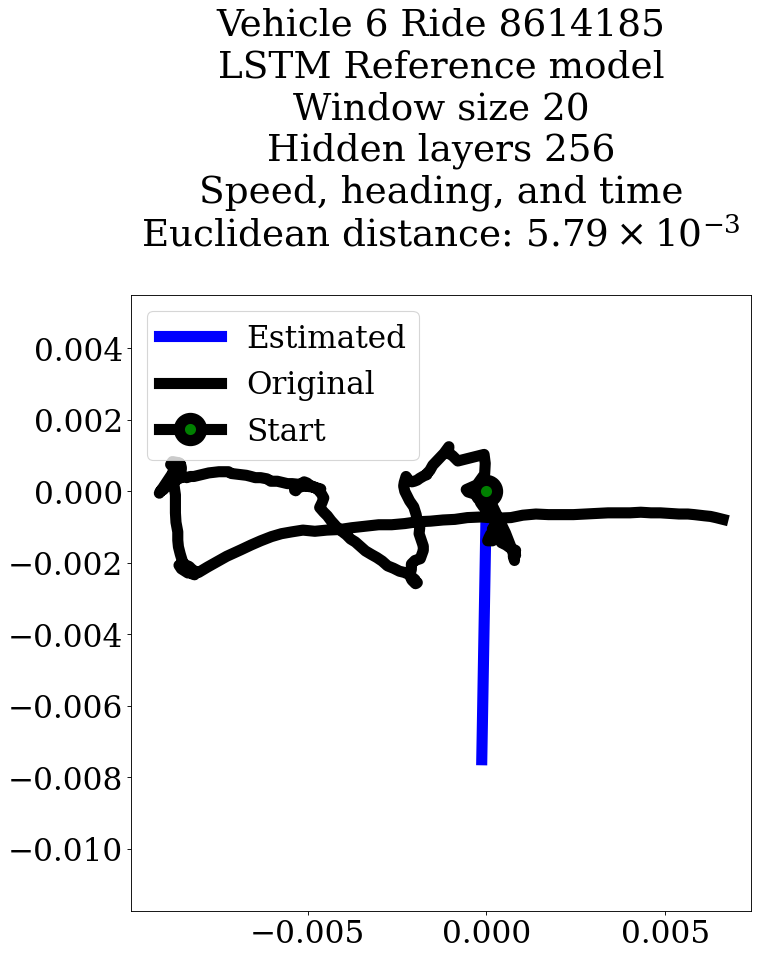 Vehicle 6 Ride 8614185
LSTM Reference model
Window size 20
Hidden layers 256
Speed, heading, and time
Euclidean distance: 5.79 × 10⁻³
Estimated
Original
Start
0.004
0.002
0.000
−0.002
−0.004
−0.006
−0.008
−0.010
−0.005
0.000
0.005